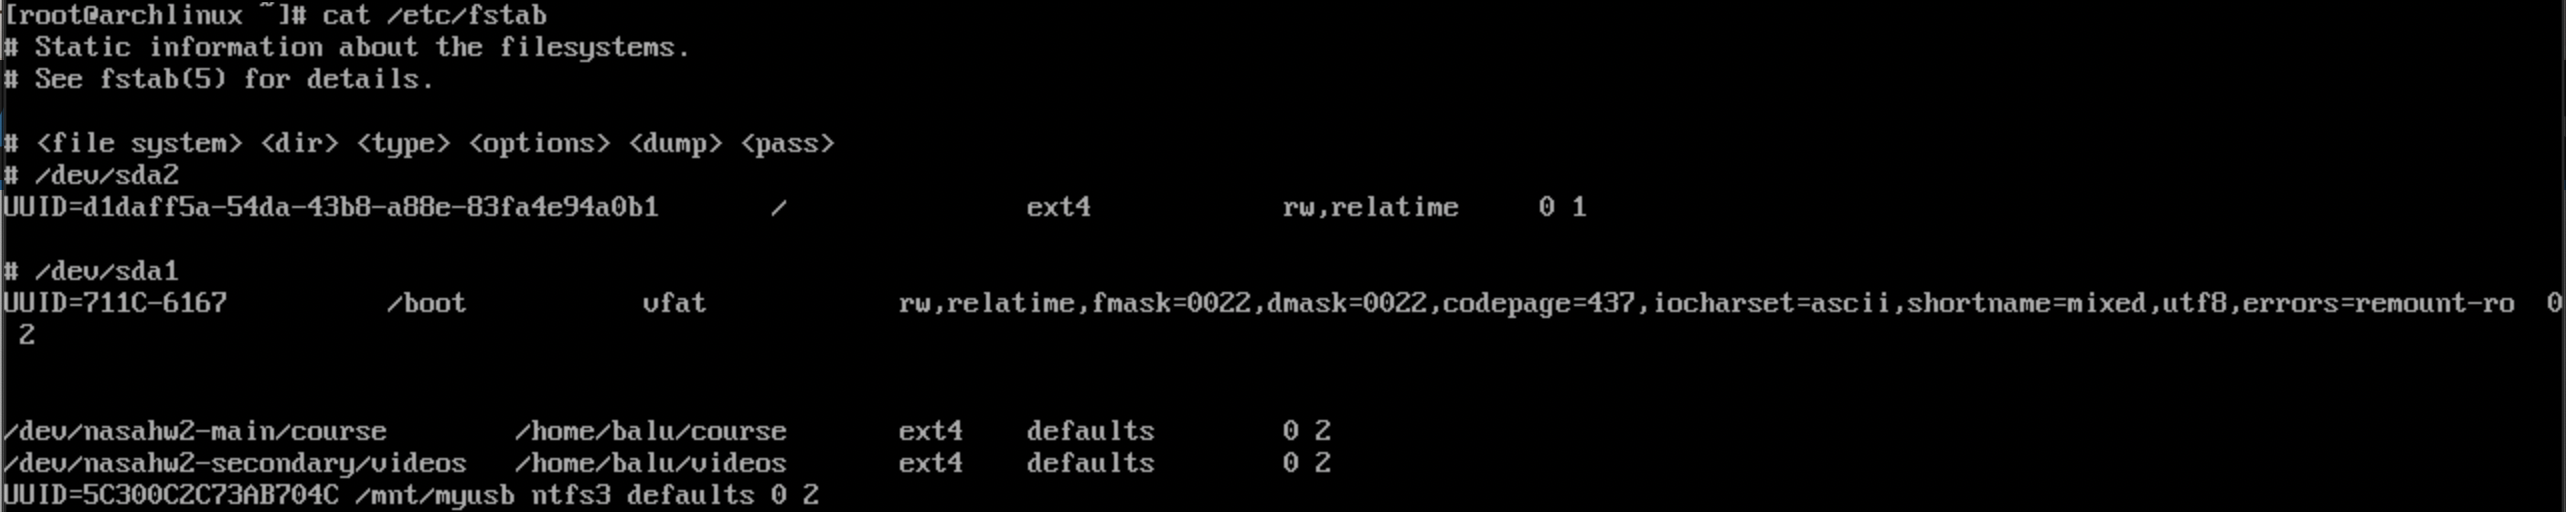 [root@archlinux ~]# cat /etc/fstab
# Static information about the filesystems.
# See fstab(5) for details.

# <file system> <dir> <type> <options> <dump> <pass>
# /dev/sda2
UUID=d1daff5a-54da-43b8-a88e-83fa4e94a0b1       /               ext4            rw,relatime     0 1

# /dev/sda1
UUID=711C-6167          /boot           vfat            rw,relatime,fmask=0022,dmask=0022,codepage=437,iocharset=ascii,shortname=mixed,utf8,errors=remount-ro  0
 2

/dev/nasahw2-main/course        /home/balu/course       ext4    defaults        0 2
/dev/nasahw2-secondary/videos   /home/balu/videos       ext4    defaults        0 2
UUID=5C300C2C73AB704C /mnt/myusb ntfs3 defaults 0 2